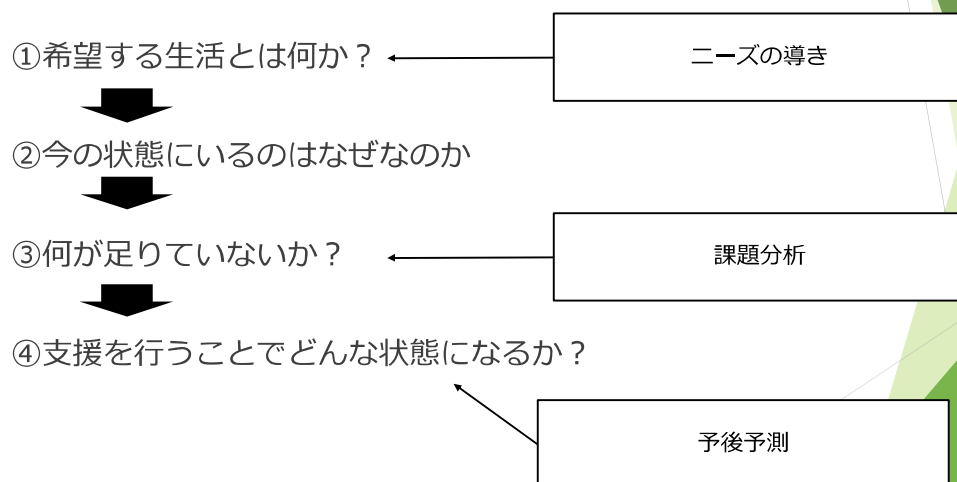 ①希望する生活とは何か？
ニーズの導き
②今の状態にいるのはなぜなのか
③何が足りていないか？
課題分析
④支援を行うことでどんな状態になるか？
予後予測